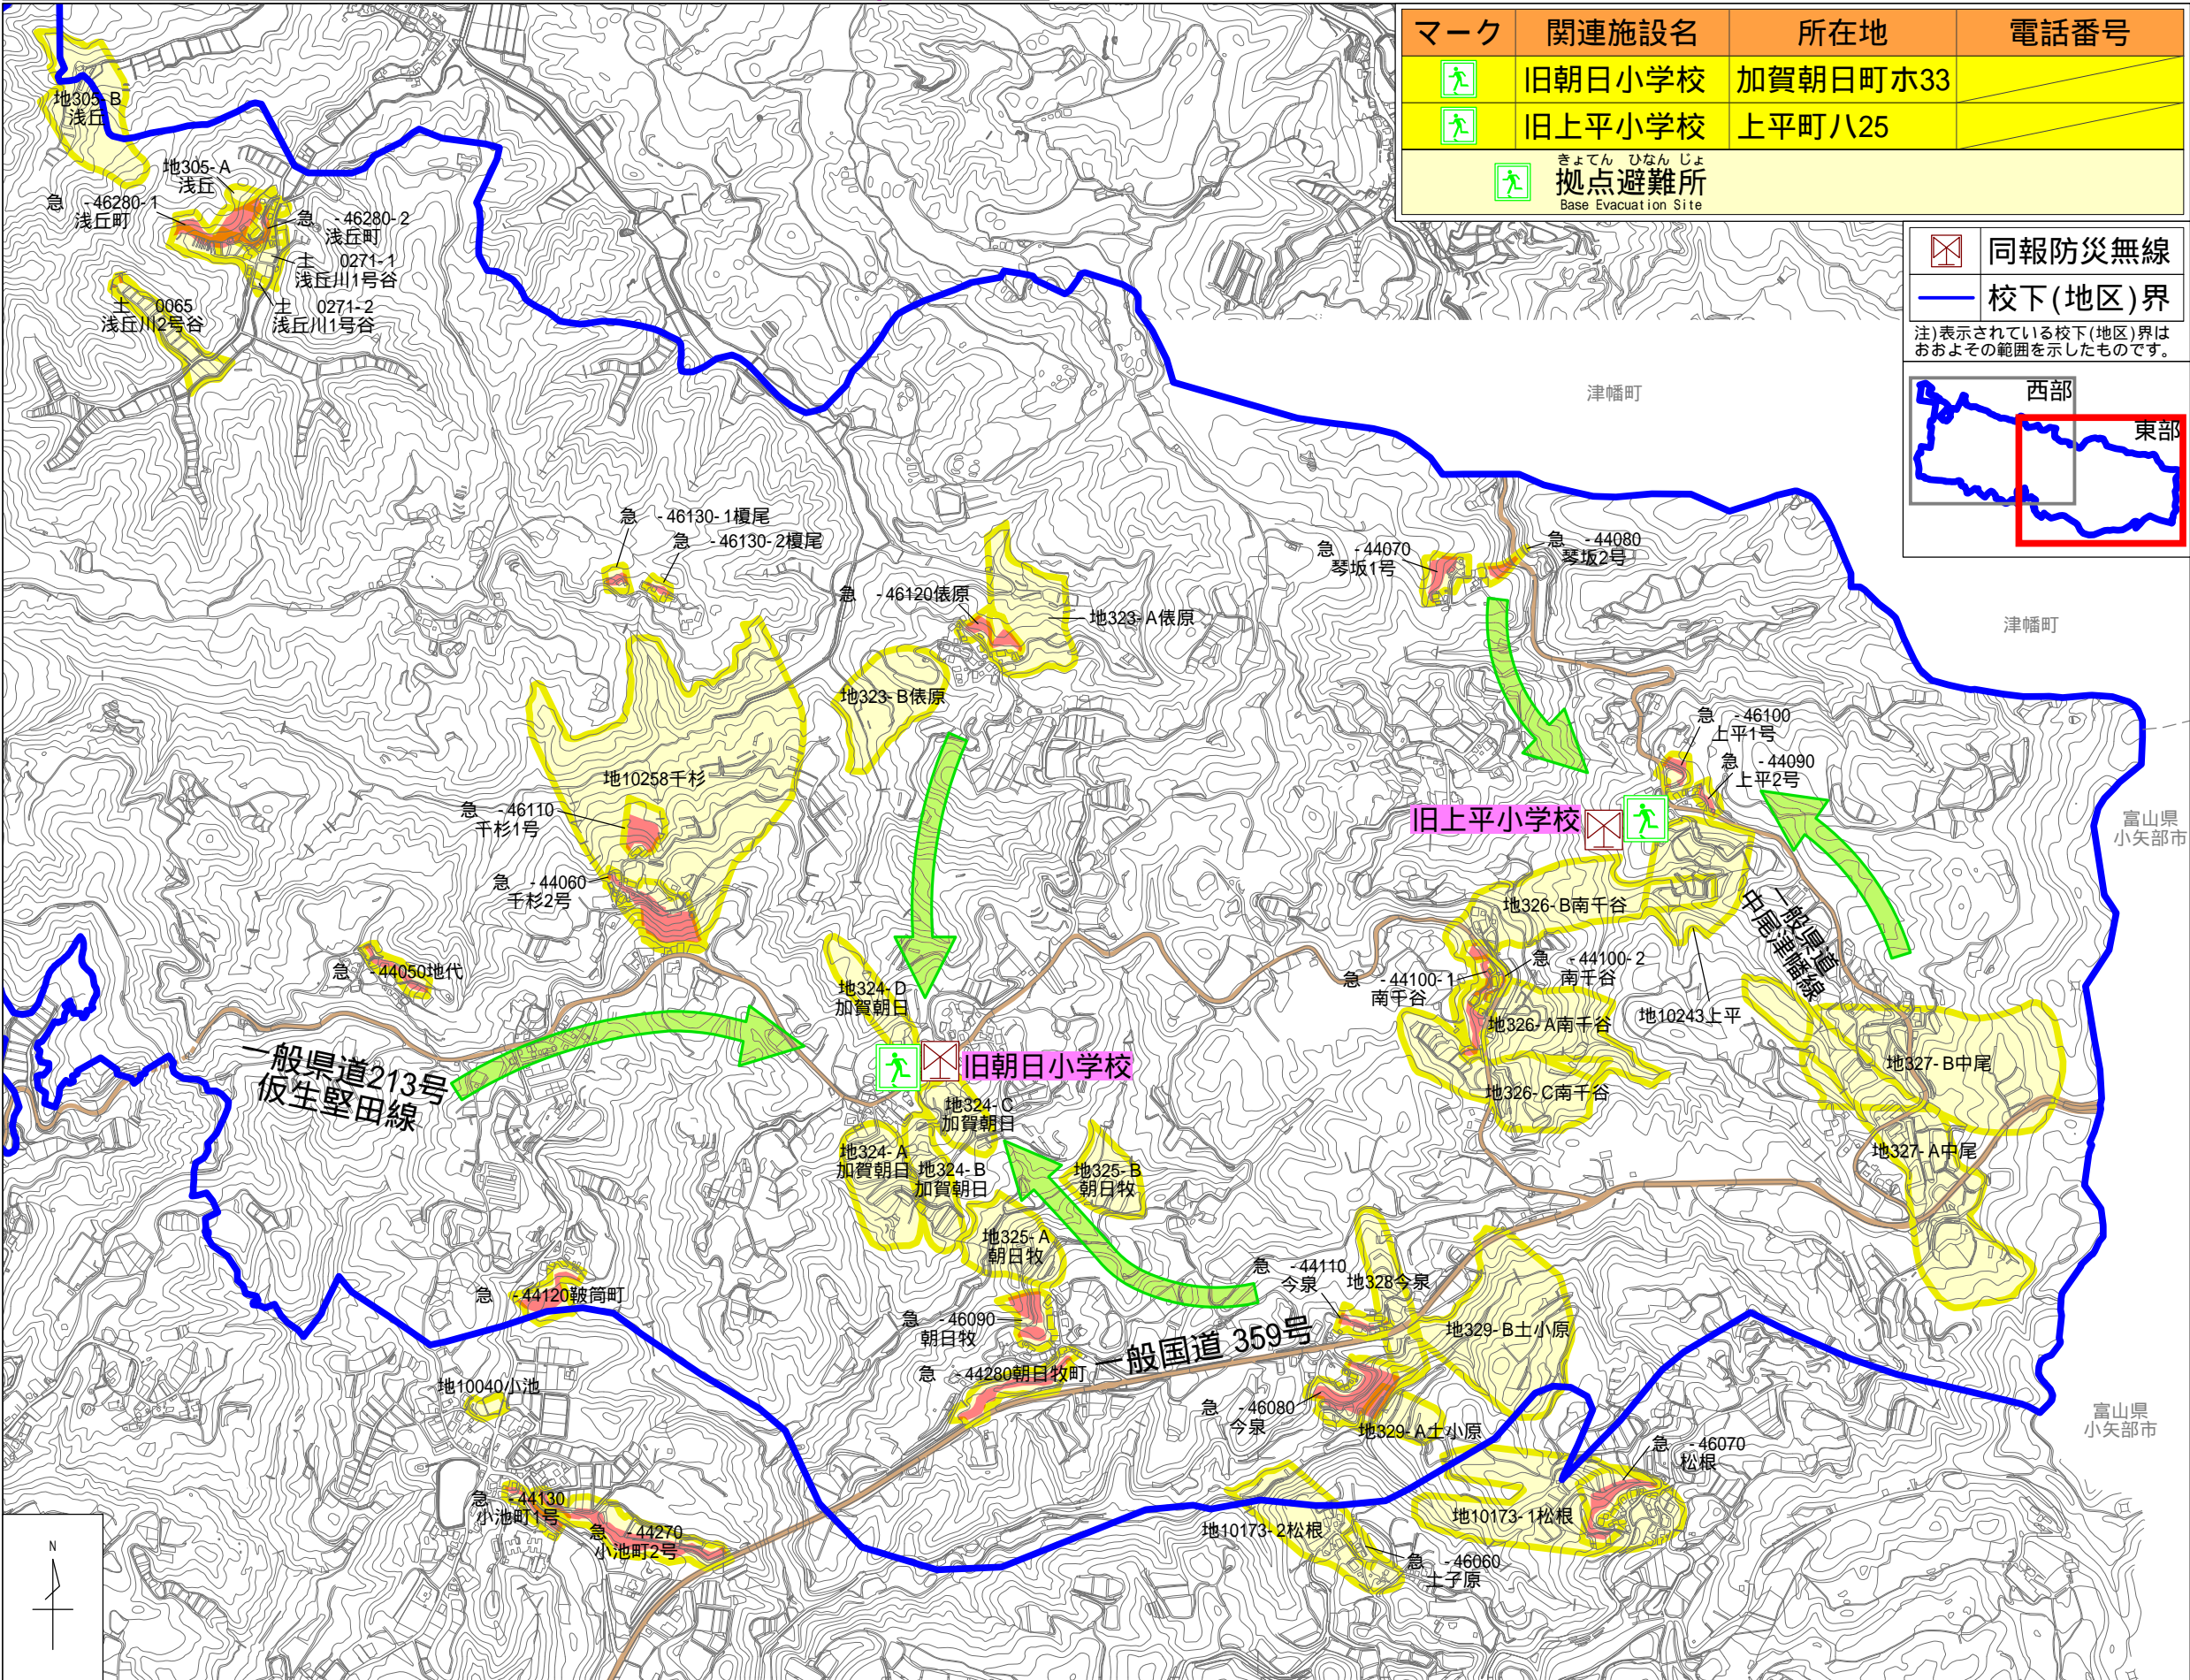 マーク 関連施設名 所在地 電話番号
旧朝日小学校 加賀朝日町ホ33
旧上平小学校 上平町八25
きょてん ひなん じょ
拠点避難所
Base Evacuation Site
同報防災無線
校下(地区)界
注)表示されている校下(地区)界は
おおよその範囲を示したものです。
西部
東部
地305-B
浅丘
地305-A
浅丘
急 -46280-1
浅丘町
急 -46280-2
浅丘町
土 0271-1
浅丘川1号谷
土 0271-2
浅丘川1号谷
土 0065
浅丘川2号谷
津幡町
津幡町
急 -46130-1榎尾
急 -46130-2榎尾
急 -46120俵原
地323-A俵原
地323-B俵原
急 -44070
琴坂1号
急 -44080
琴坂2号
急 -46100
上平1号
急 -44090
上平2号
旧上平小学校
富山県
小矢部市
地10258千杉
急 -46110
千杉1号
急 -44060
千杉2号
急 -44050地代
地324-D
加賀朝日
旧朝日小学校
一般県道213号
仮生堅田線
地324-C
加賀朝日
地324-A
加賀朝日
地324-B
加賀朝日
地325-B
朝日牧
地325-A
朝日牧
地326-B南千谷
急 -44100-2
南千谷
急 -44100-1
南千谷
地326-A南千谷
地326-C南千谷
地10243上平
一般県道
中尾津幡線
地327-B中尾
地327-A中尾
急 -44120鞁筒町
急 -46090
朝日牧
急 -44280朝日牧町
一般国道 359号
急 -44110
今泉
地328今泉
地329-B土小原
急 -46080
今泉
地329-A土小原
急 -46070
松根
地10173-1松根
地10173-2松根
急 -46060
土子原
富山県
小矢部市
地10040小池
急 -44130
小池町1号
急 -44270
小池町2号
N